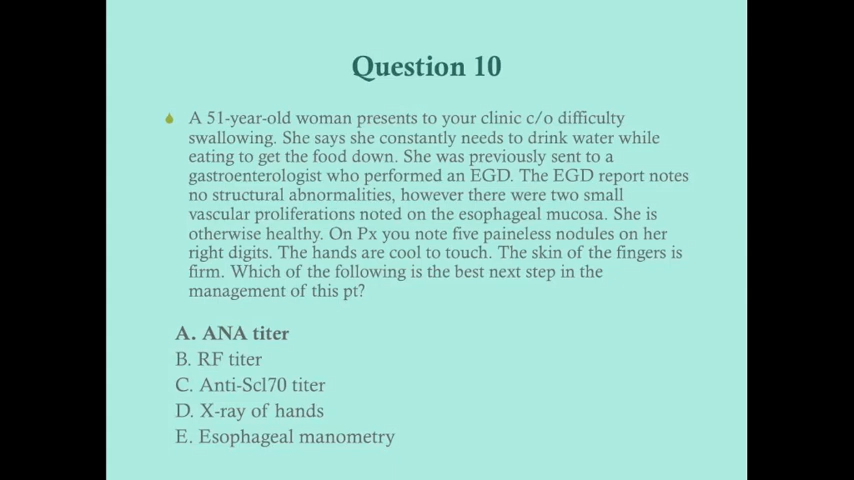 Question 10
A 51-year-old woman presents to your clinic c/o difficulty
swallowing. She says she constantly needs to drink water while
eating to get the food down. She was previously sent to a
gastroenterologist who performed an EGD. The EGD report notes
no structural abnormalities, however there were two small
vascular proliferations noted on the esophageal mucosa. She is
otherwise healthy. On Px you note five paineless nodules on her
right digits. The hands are cool to touch. The skin of the fingers is
firm. Which of the following is the best next step in the
management of this pt?
A. ANA titer
B. RF titer
C. Anti-Scl70 titer
D. X-ray of hands
E. Esophageal manometry